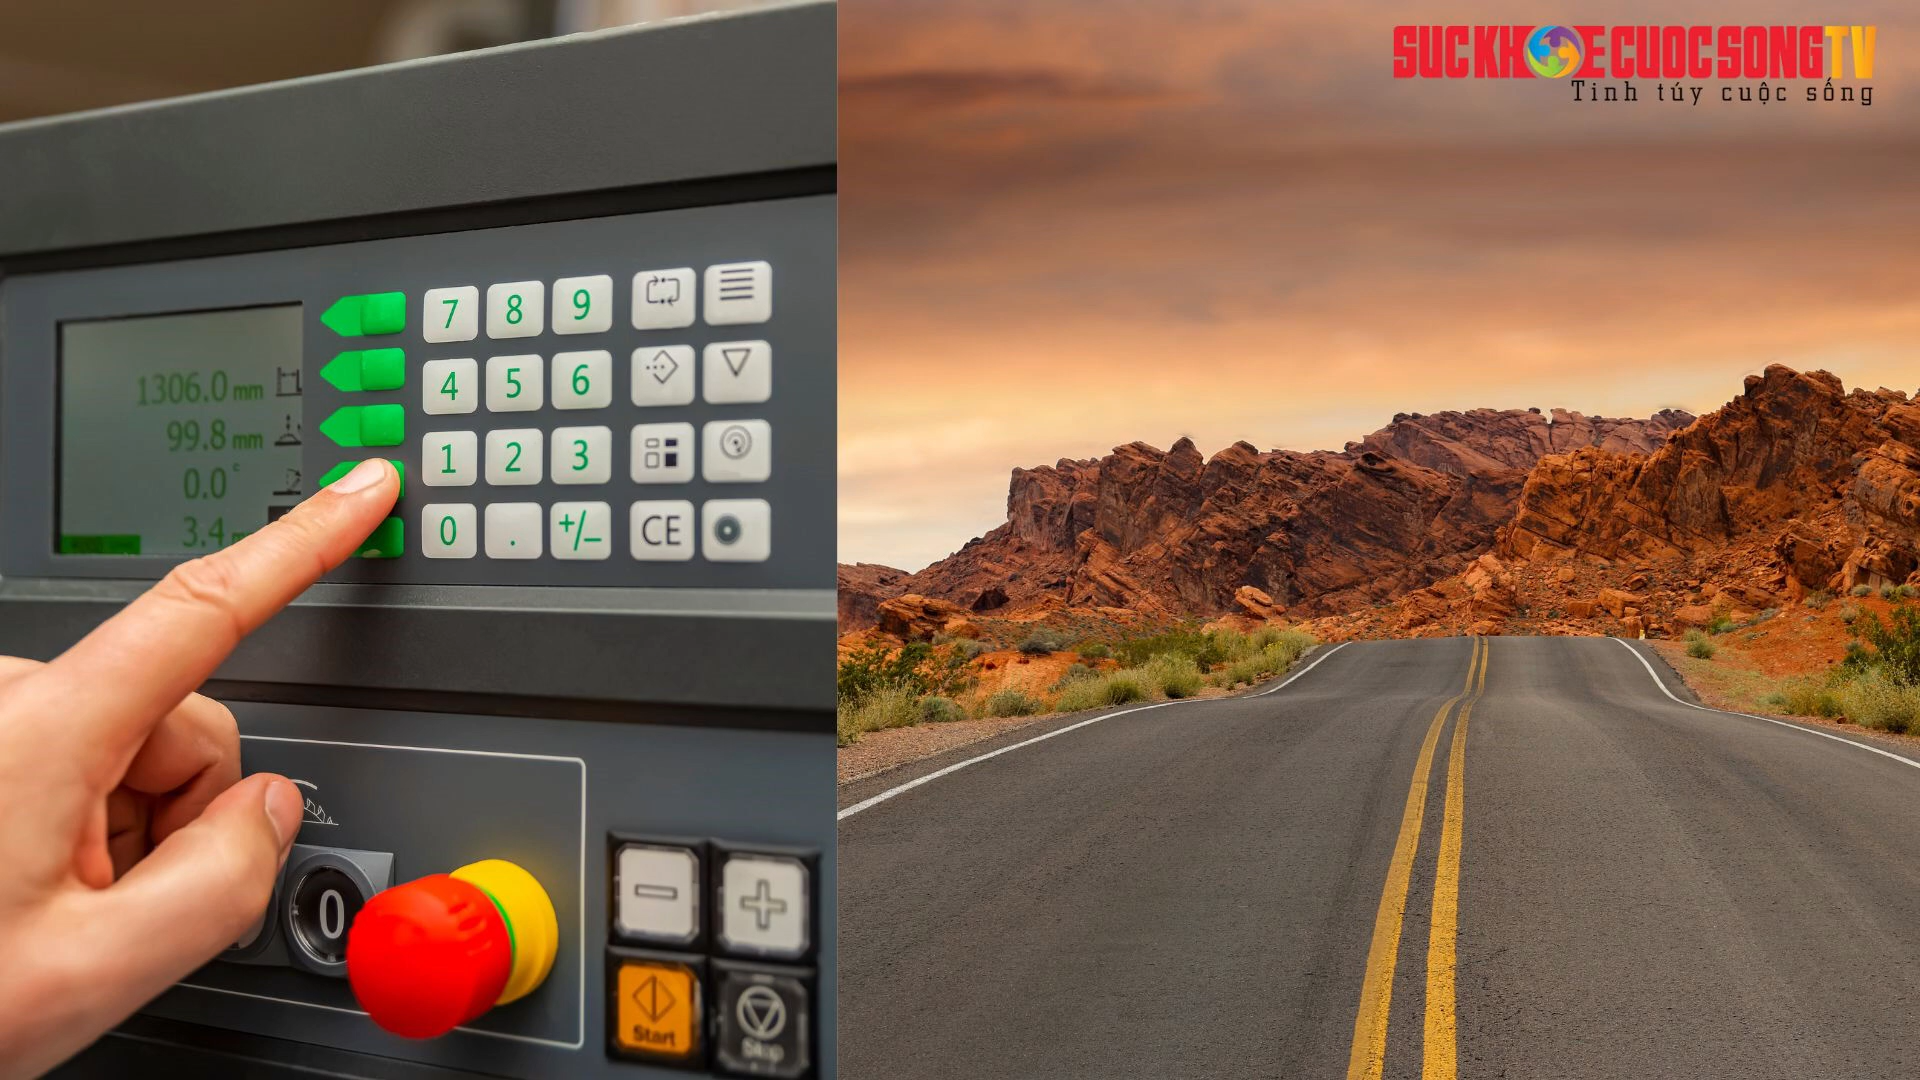 SUCKHOECUOCSONGTV
Tinh túy cuộc sống
1306.0 mm
99.8 mm
0.0°
3.4
7 8 9
4 5 6
1 2 3
0 . +/− CE
0
− +
Start
Stop